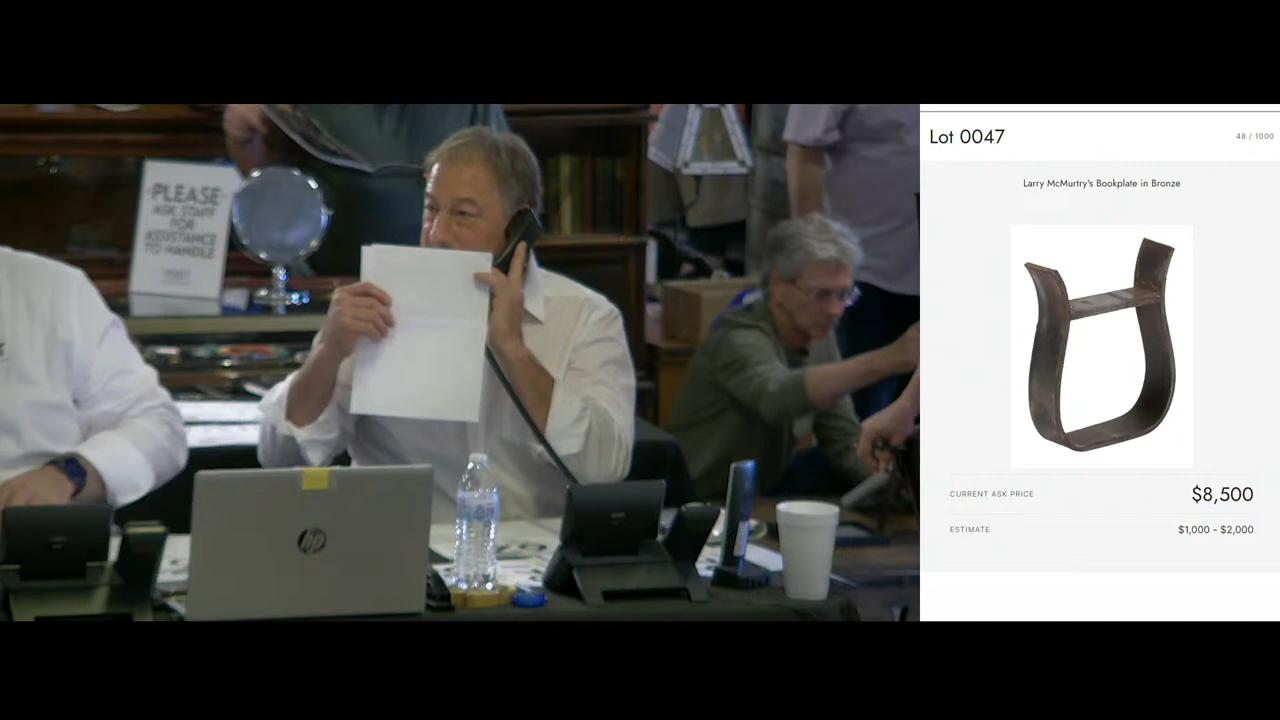 PLEASE
ASK STAFF
FOR
ASSISTANCE
TO HANDLE
hp
Lot 0047
48 / 1000
Larry McMurtry's Bookplate in Bronze
CURRENT ASK PRICE
$8,500
ESTIMATE
$1,000 - $2,000